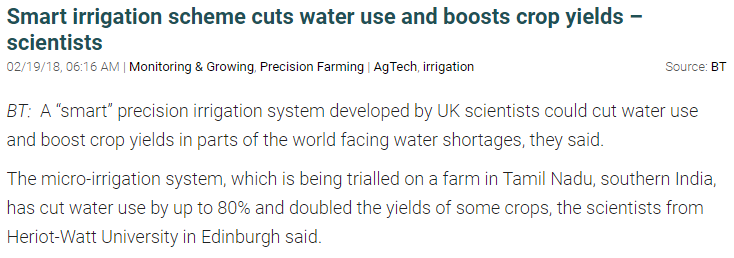 Smart irrigation scheme cuts water use and boosts crop yields –
scientists
02/19/18, 06:16 AM | Monitoring & Growing, Precision Farming | AgTech, irrigation Source: BT
BT: A “smart” precision irrigation system developed by UK scientists could cut water use
and boost crop yields in parts of the world facing water shortages, they said.
The micro-irrigation system, which is being trialled on a farm in Tamil Nadu, southern India,
has cut water use by up to 80% and doubled the yields of some crops, the scientists from
Heriot-Watt University in Edinburgh said.